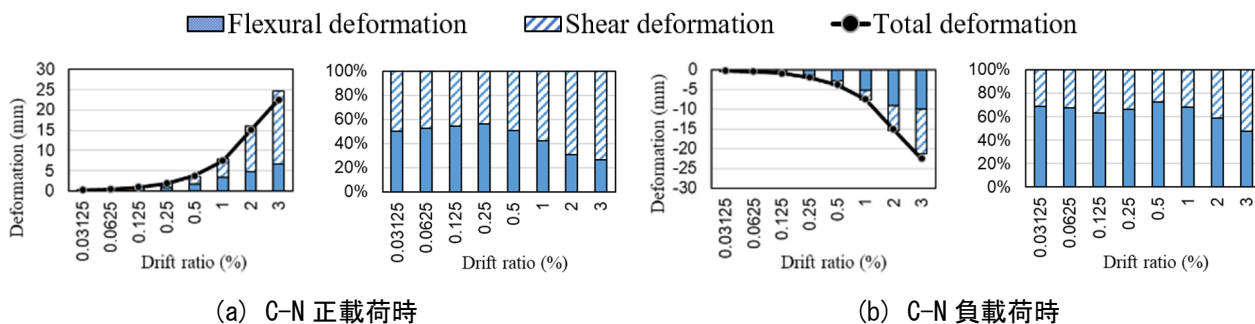 Flexural deformation Shear deformation Total deformation
Deformation (mm)
30
25
20
15
10
5
0
0.03125 0.0625 0.125 0.25 0.5 1 2 3
Drift ratio (%)
100%
80%
60%
40%
20%
0%
0.03125 0.0625 0.125 0.25 0.5 1 2 3
Drift ratio (%)
(a) C-N 正載荷時
Deformation (mm)
0
-5
-10
-15
-20
-25
-30
0.03125 0.0625 0.125 0.25 0.5 1 2 3
Drift ratio (%)
100%
80%
60%
40%
20%
0%
0.03125 0.0625 0.125 0.25 0.5 1 2 3
Drift ratio (%)
(b) C-N 負載荷時